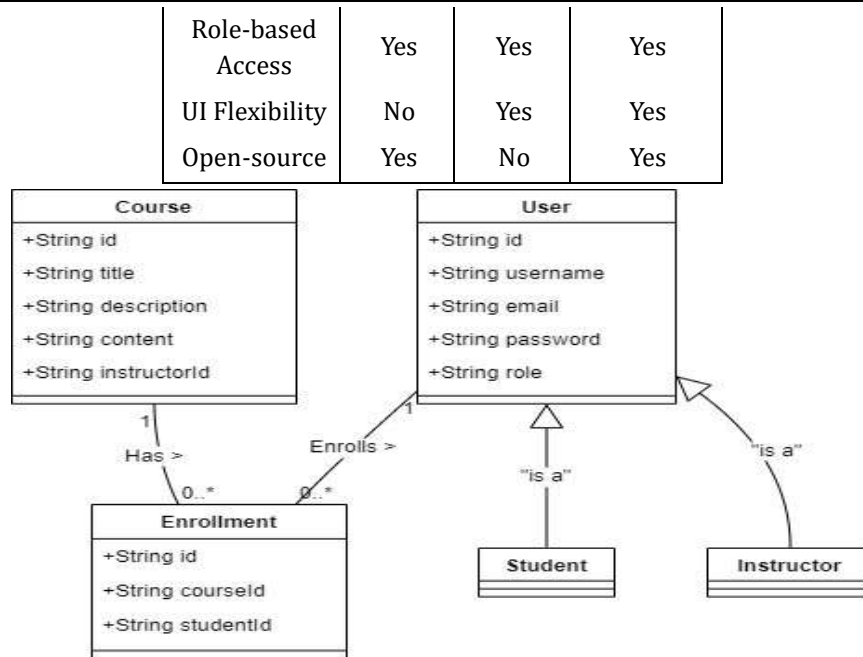 Role-based Access Yes Yes Yes
UI Flexibility No Yes Yes
Open-source Yes No Yes
Course
+String id
+String title
+String description
+String content
+String instructorId
User
+String id
+String username
+String email
+String password
+String role
1
Has >
0..*
1
Enrolls >
0..*
"is a"
"is a"
Enrollment
+String id
+String courseId
+String studentId
Student
Instructor